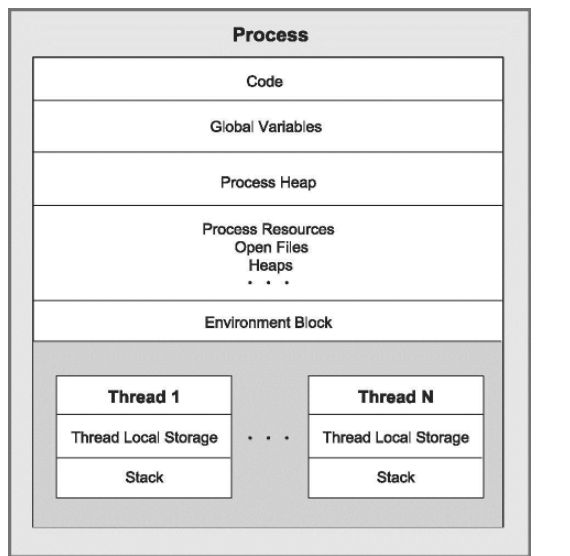 Process
Code
Global Variables
Process Heap
Process Resources
Open Files
Heaps
. . .
Environment Block
Thread 1
Thread Local Storage
Stack
. . .
Thread N
Thread Local Storage
Stack